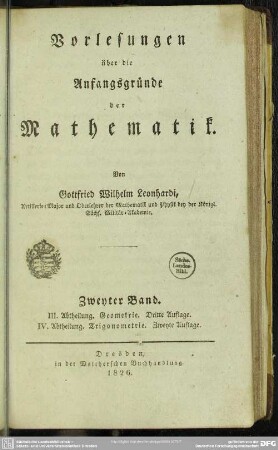 Vorlesungen
über die
Anfangsgründe
der
Mathematik.
Von
Gottfried Wilhelm Leonhardi,
Artillerie-Major und Oberlehrer der Mathematik und Physik bey der Königl.
Sächs. Militär-Akademie.
Zweyter Band.
III. Abtheilung. Geometrie. Dritte Auflage.
IV. Abtheilung. Trigonometrie. Zweyte Auflage.
Dresden,
in der Waltherschen Buchhandlung.
1826.